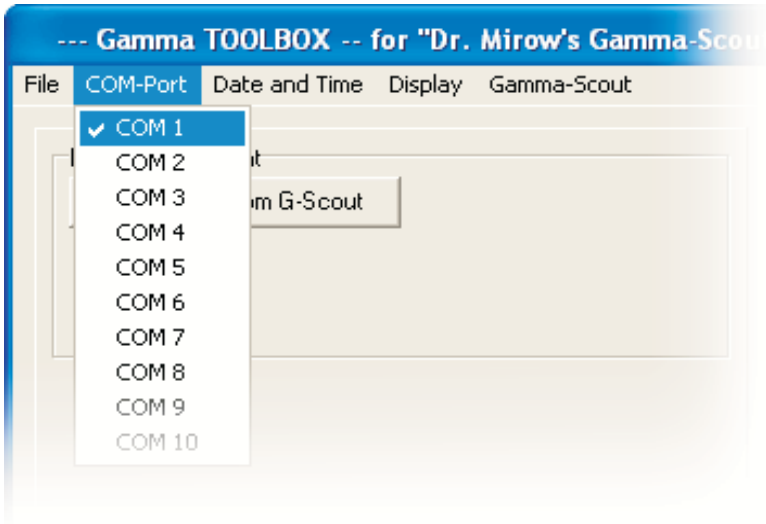 --- Gamma TOOLBOX -- for "Dr. Mirow's Gamma-Scou
File COM-Port Date and Time Display Gamma-Scout
COM 1
COM 2
COM 3
om G-Scout
COM 4
COM 5
COM 6
COM 7
COM 8
COM 9
COM 10